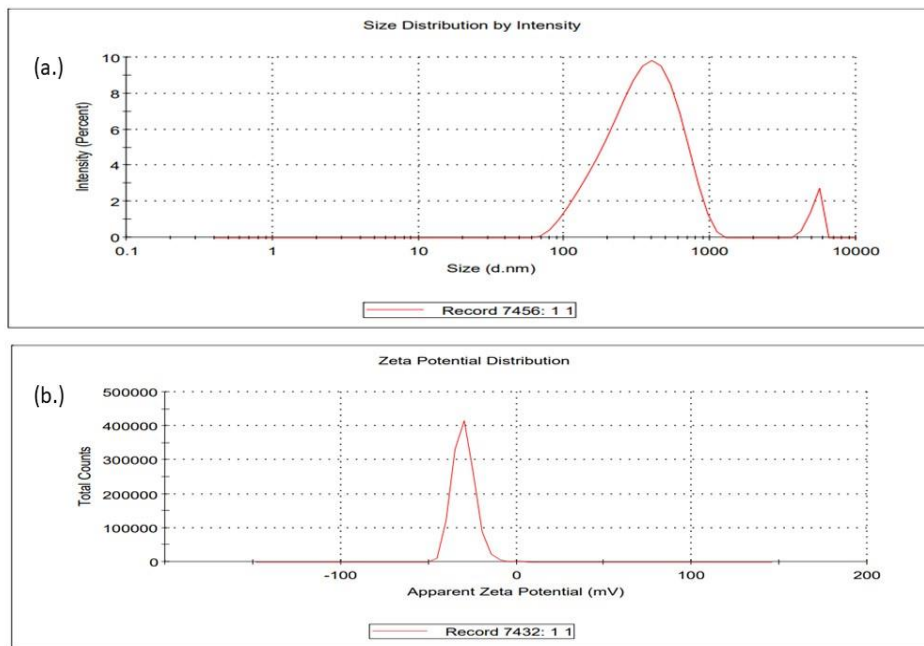 (a.)
Size Distribution by Intensity
Intensity (Percent)
10
8
6
4
2
0
0.1 1 10 100 1000 10000
Size (d.nm)
Record 7456: 1 1
(b.)
Zeta Potential Distribution
Total Counts
500000
400000
300000
200000
100000
0
-100 0 100 200
Apparent Zeta Potential (mV)
Record 7432: 1 1